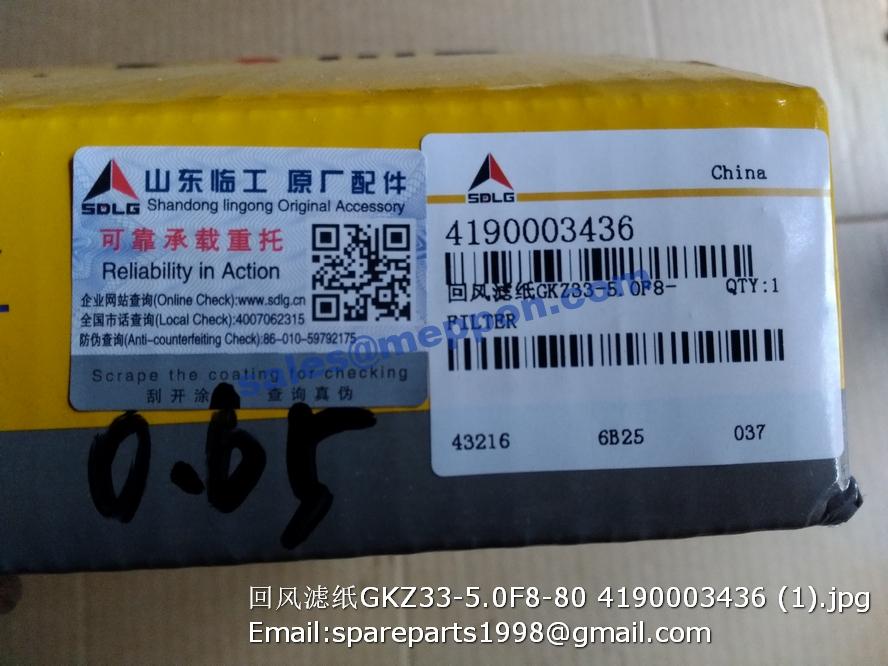 SDLG
山东临工 原厂配件
Shandong lingong Original Accessory
可靠承载重托
Reliability in Action
企业网站查询(Online Check):www.sdlg.cn
全国市话查询(Local Check):4007062315
防伪查询(Anti-counterfeiting Check):86-010-59792175
Scrape the coating for checking
刮开涂 查询真伪
SDLG
China
4190003436
回风滤纸GKZ33-5.0F8- QTY:1
FILTER
43216 6B25 037
sales@meppon.com
0.65
回风滤纸GKZ33-5.0F8-80 4190003436 (1).jpg
Email:spareparts1998@gmail.com